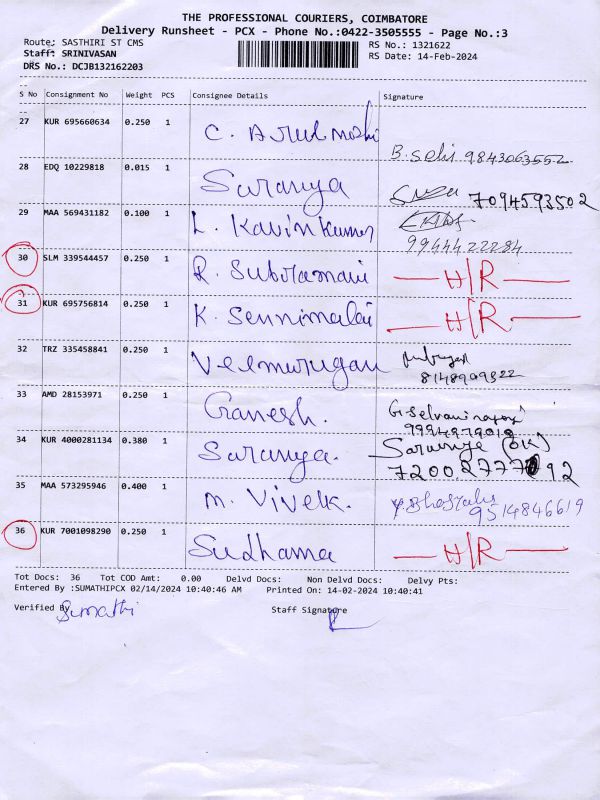 THE PROFESSIONAL COURIERS, COIMBATORE
Delivery Runsheet - PCX - Phone No.:0422-3505555 - Page No.:3
Route: SASTHIRI ST CMS RS No.: 1321622
Staff: SRINIVASAN RS Date: 14-Feb-2024
DRS No.: DCJB132162203
S No Consignment No Weight PCS Consignee Details Signature
27 KUR 695660634 0.250 1 C. Arulmozhi B. Selvi 9843063552
28 EDQ 10229818 0.015 1 Saranya 7094593502
29 MAA 569431182 0.100 1 L. Kavin Kumar 9944422284
30 SLM 339544457 0.250 1 R. Subramani H/R
31 KUR 695756814 0.250 1 K. Sennimalai H/R
32 TRZ 335458841 0.250 1 Velmurugan 8148909322
33 AMD 28153971 0.250 1 Ganesh. 9994979019
34 KUR 4000281134 0.380 1 Saranya. Saranya (OK)
7200277792
35 MAA 573295946 0.400 1 M. Vivek. 9514846619
36 KUR 7001098290 0.250 1 Sudhama H/R
Tot Docs: 36 Tot COD Amt: 0.00 Delvd Docs: Non Delvd Docs: Delvy Pts:
Entered By :SUMATHIPCX 02/14/2024 10:40:46 AM Printed On: 14-02-2024 10:40:41
Verified By Sumathi Staff Signature